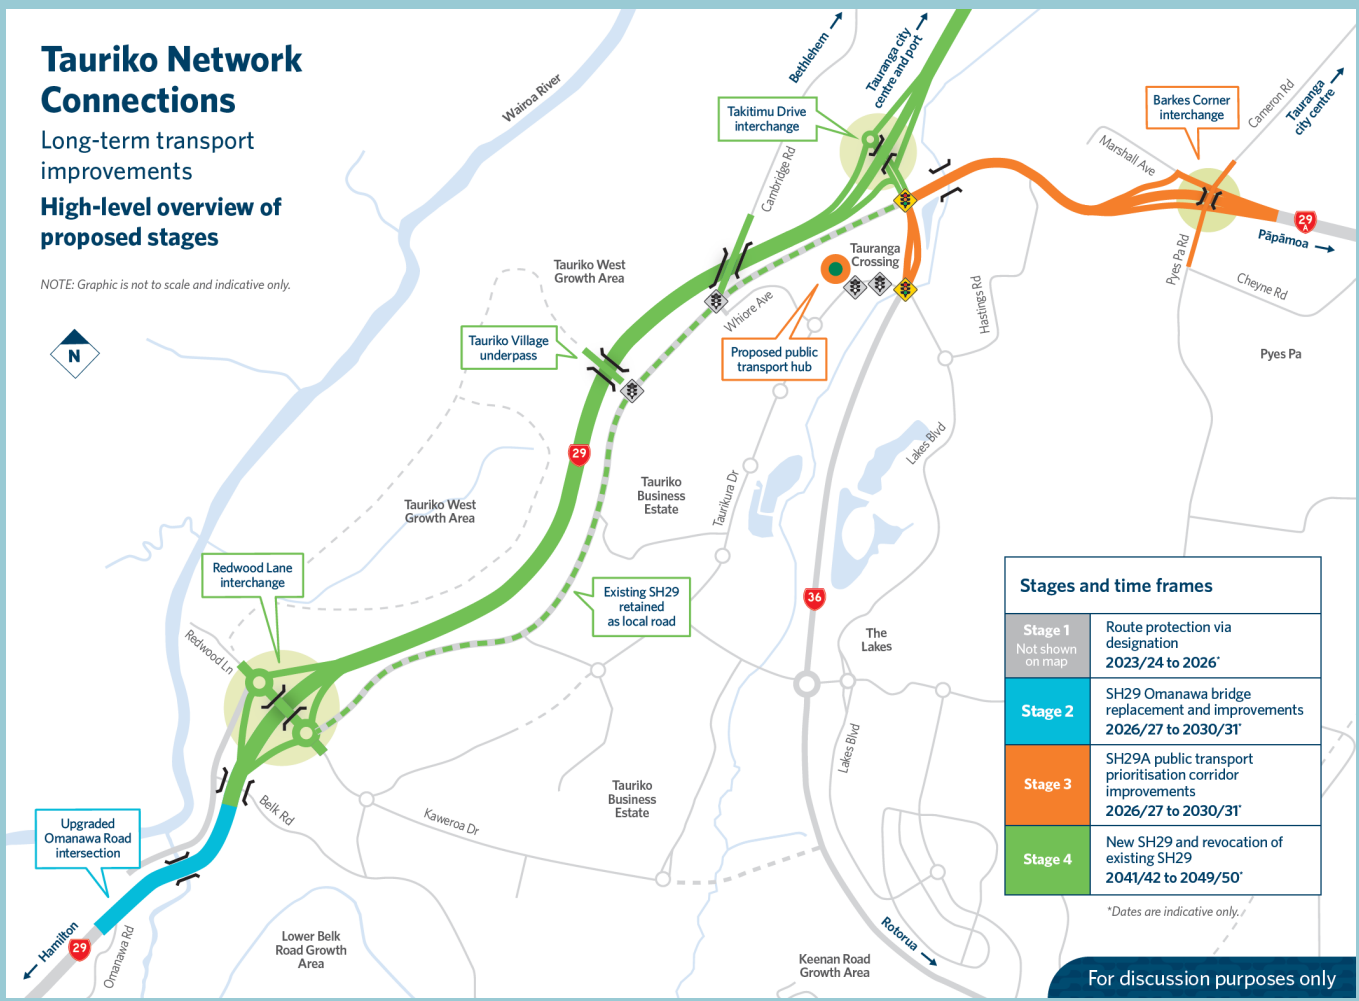 Tauriko Network
Connections
Long-term transport
improvements
High-level overview of
proposed stages
NOTE: Graphic is not to scale and indicative only.
N
Wairoa River
Bethlehem
Tauranga city
centre and port
Takitimu Drive
interchange
Cambridge Rd
Barkes Corner
interchange
Cameron Rd
Tauranga
city centre
Marshall Ave
29
A
Pāpāmoa
Pyes Pa Rd
Cheyne Rd
Pyes Pa
Tauriko West
Growth Area
Tauranga
Crossing
Hastings Rd
Whiore Ave
Tauriko Village
underpass
Proposed public
transport hub
29
Lakes Blvd
Tauriko
Business
Estate
Taurikura Dr
Tauriko West
Growth Area
Redwood Lane
interchange
Existing SH29
retained
as local road
36
The
Lakes
Redwood Ln
Lakes Blvd
Tauriko
Business
Estate
Belk Rd
Kaweroa Dr
Upgraded
Omanawa Road
intersection
Hamilton
29
Omanawa Rd
Lower Belk
Road Growth
Area
Keenan Road
Growth Area
Rotorua
Stages and time frames
Stage 1
Not shown
on map
Route protection via
designation
2023/24 to 2026*
Stage 2
SH29 Omanawa bridge
replacement and improvements
2026/27 to 2030/31*
Stage 3
SH29A public transport
prioritisation corridor
improvements
2026/27 to 2030/31*
Stage 4
New SH29 and revocation of
existing SH29
2041/42 to 2049/50*
*Dates are indicative only.
For discussion purposes only